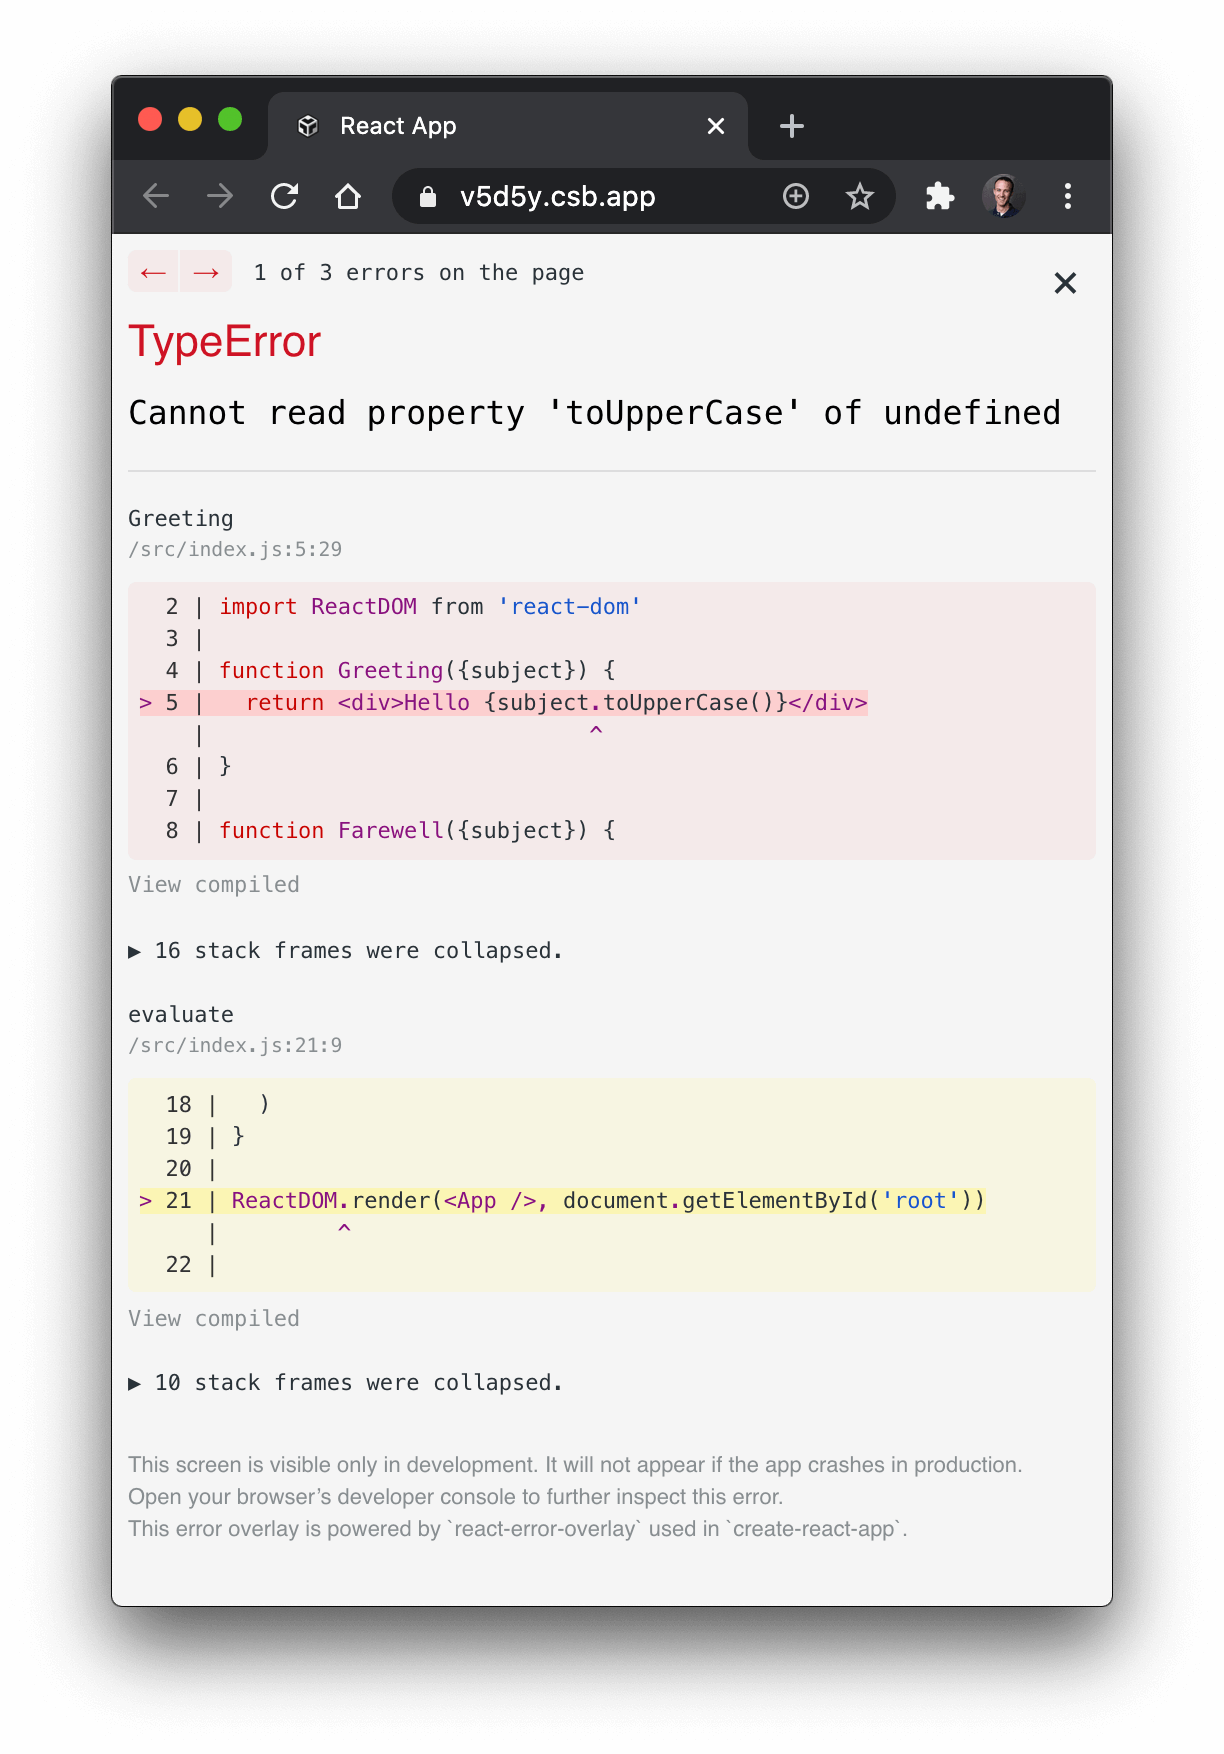 React App
v5d5y.csb.app
← → 1 of 3 errors on the page
TypeError
Cannot read property 'toUpperCase' of undefined
Greeting
/src/index.js:5:29
  2 | import ReactDOM from 'react-dom'
  3 |
  4 | function Greeting({subject}) {
> 5 |   return <div>Hello {subject.toUpperCase()}</div>
    |                             ^
  6 | }
  7 |
  8 | function Farewell({subject}) {
View compiled
▶ 16 stack frames were collapsed.
evaluate
/src/index.js:21:9
  18 |   )
  19 | }
  20 |
> 21 | ReactDOM.render(<App />, document.getElementById('root'))
     |         ^
  22 |
View compiled
▶ 10 stack frames were collapsed.
This screen is visible only in development. It will not appear if the app crashes in production.
Open your browser’s developer console to further inspect this error.
This error overlay is powered by `react-error-overlay` used in `create-react-app`.